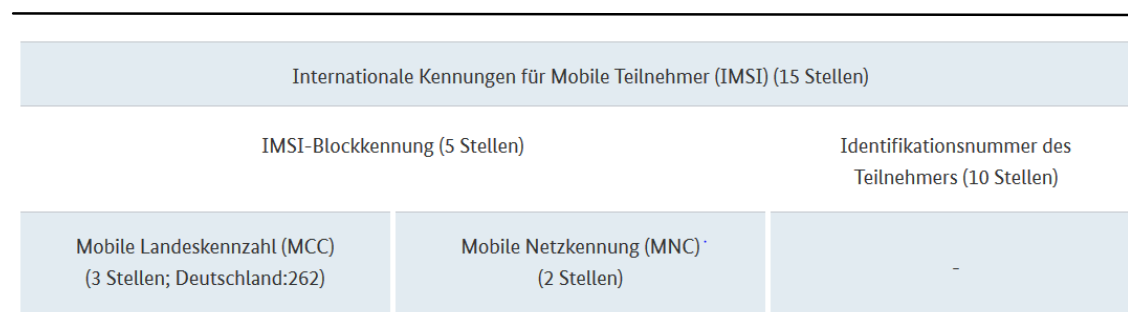 Internationale Kennungen für Mobile Teilnehmer (IMSI) (15 Stellen)
IMSI-Blockkennung (5 Stellen)
Identifikationsnummer des
Teilnehmers (10 Stellen)
Mobile Landeskennzahl (MCC)
(3 Stellen; Deutschland:262)
Mobile Netzkennung (MNC)
(2 Stellen)
-